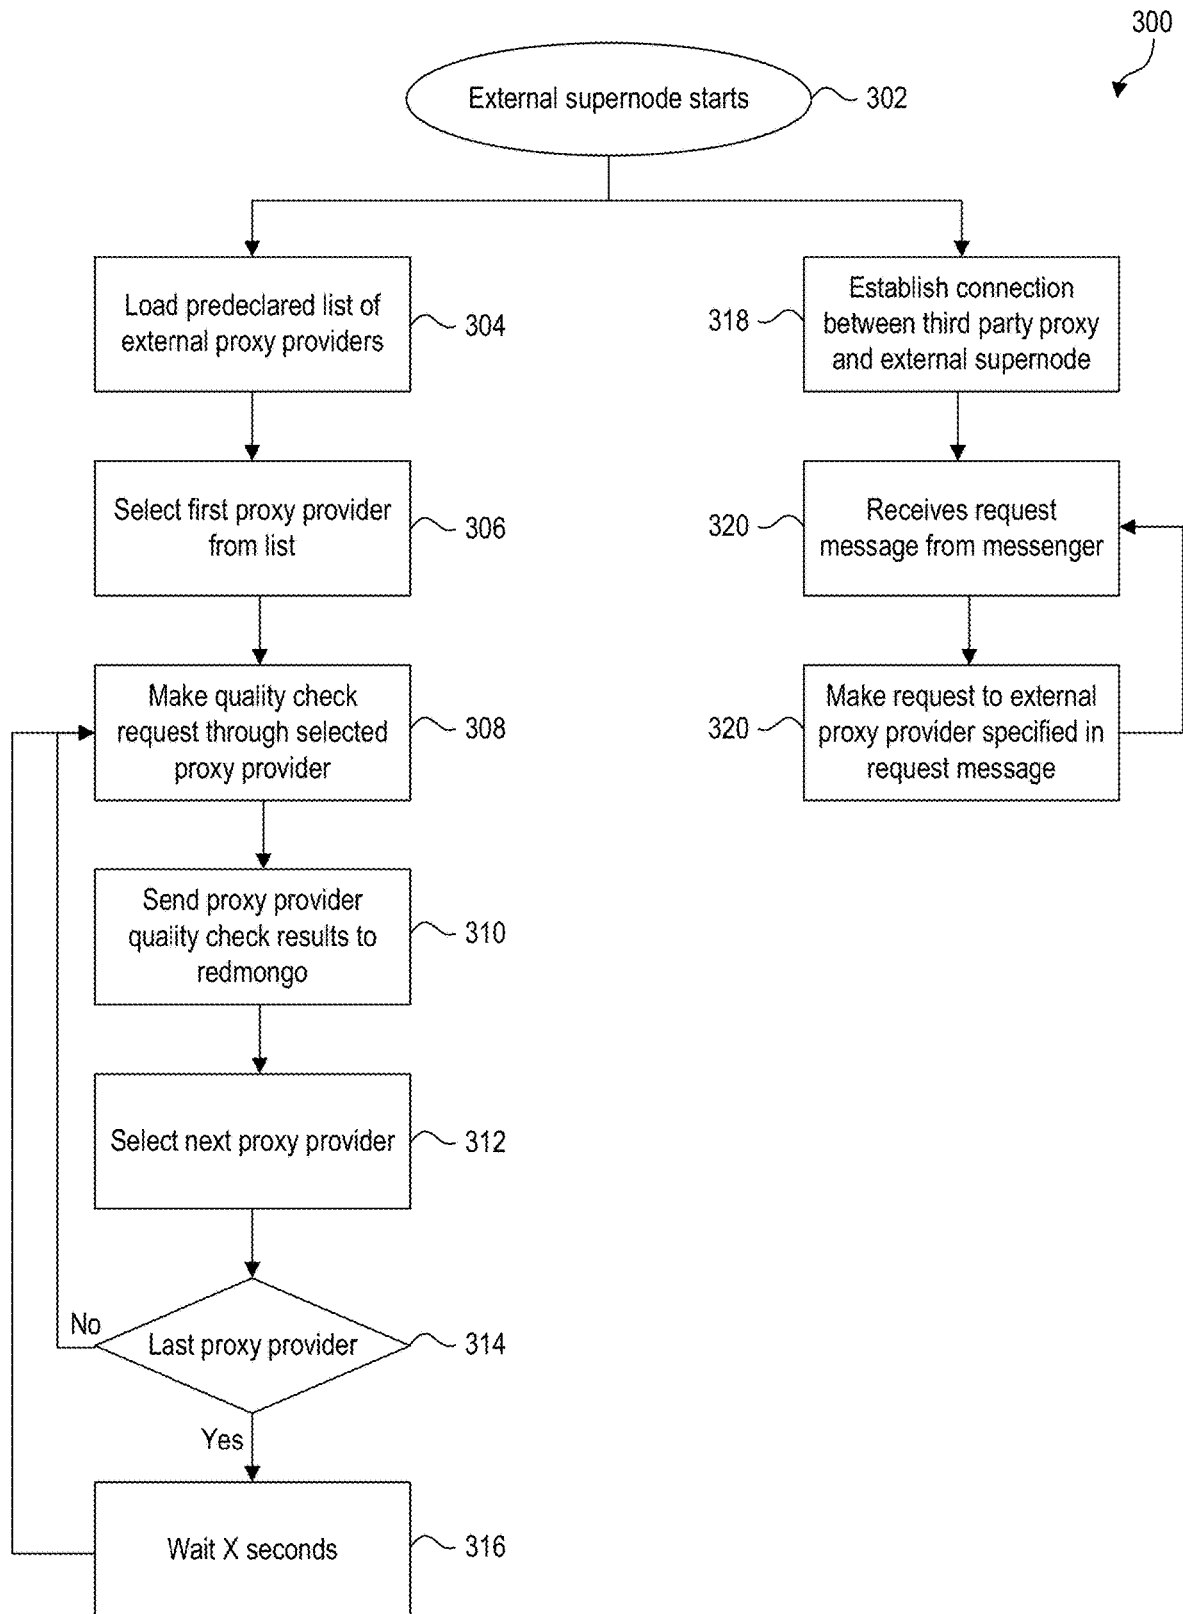 300
External supernode starts
302
Load predeclared list of
external proxy providers
304
318
Establish connection
between third party proxy
and external supernode
Select first proxy provider
from list
306
320
Receives request
message from messenger
Make quality check
request through selected
proxy provider
308
320
Make request to external
proxy provider specified in
request message
Send proxy provider
quality check results to
redmongo
310
Select next proxy provider
312
No
Last proxy provider
314
Yes
Wait X seconds
316